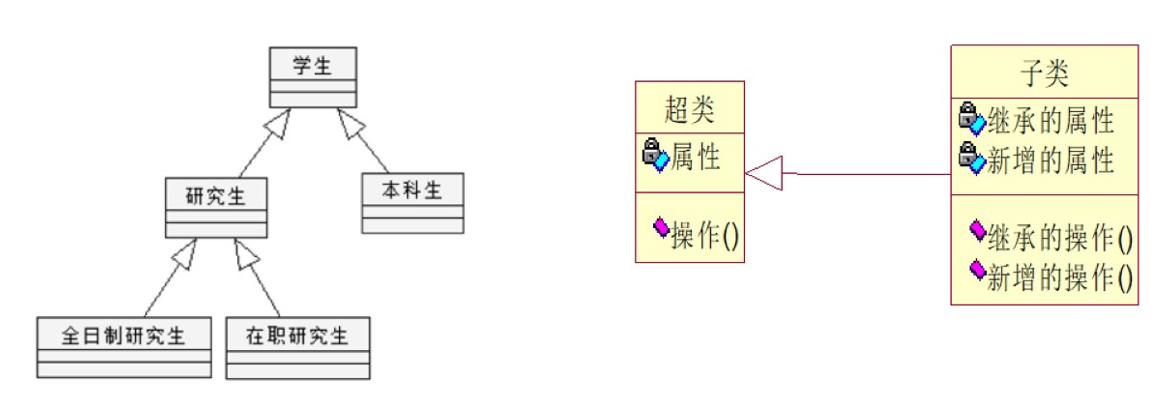 学生
研究生
本科生
全日制研究生
在职研究生
超类
属性
操作()
子类
继承的属性
新增的属性
继承的操作()
新增的操作()